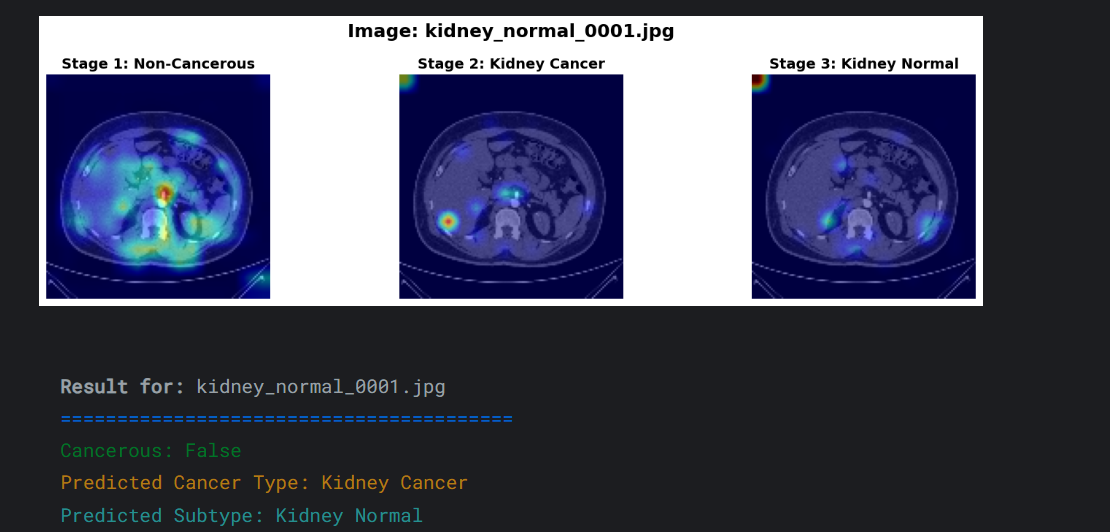 Image: kidney_normal_0001.jpg
Stage 1: Non-Cancerous
Stage 2: Kidney Cancer
Stage 3: Kidney Normal
Result for: kidney_normal_0001.jpg
========================================
Cancerous: False
Predicted Cancer Type: Kidney Cancer
Predicted Subtype: Kidney Normal